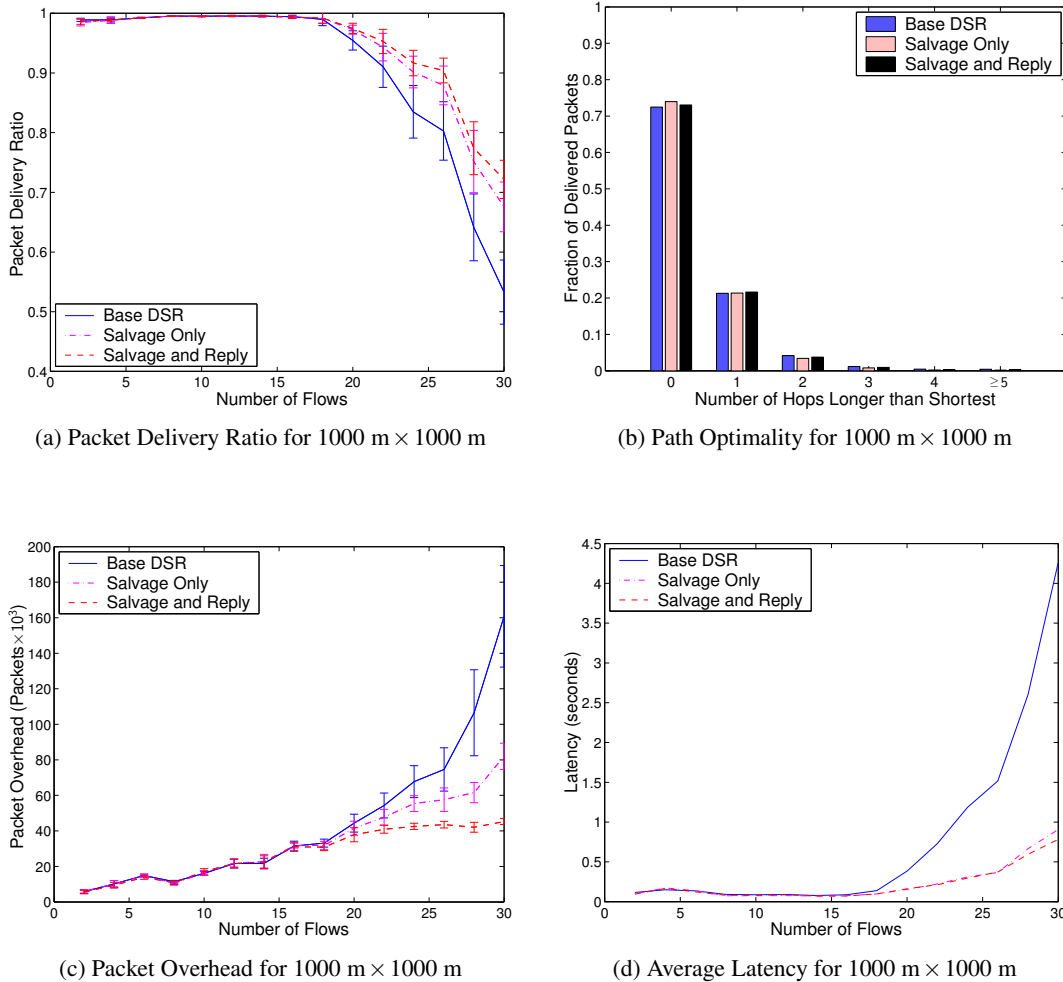 1
0.9
0.8
0.7
0.6
0.5
0.4
0
5
10
15
20
25
30
Packet Delivery Ratio
Number of Flows
Base DSR
Salvage Only
Salvage and Reply
(a) Packet Delivery Ratio for 1000 m × 1000 m
1
0.9
0.8
0.7
0.6
0.5
0.4
0.3
0.2
0.1
0
0
1
2
3
4
≥5
Fraction of Delivered Packets
Number of Hops Longer than Shortest
Base DSR
Salvage Only
Salvage and Reply
(b) Path Optimality for 1000 m × 1000 m
200
180
160
140
120
100
80
60
40
20
0
0
5
10
15
20
25
30
Packet Overhead (Packets×10³)
Number of Flows
Base DSR
Salvage Only
Salvage and Reply
(c) Packet Overhead for 1000 m × 1000 m
4.5
4
3.5
3
2.5
2
1.5
1
0.5
0
0
5
10
15
20
25
30
Latency (seconds)
Number of Flows
Base DSR
Salvage Only
Salvage and Reply
(d) Average Latency for 1000 m × 1000 m